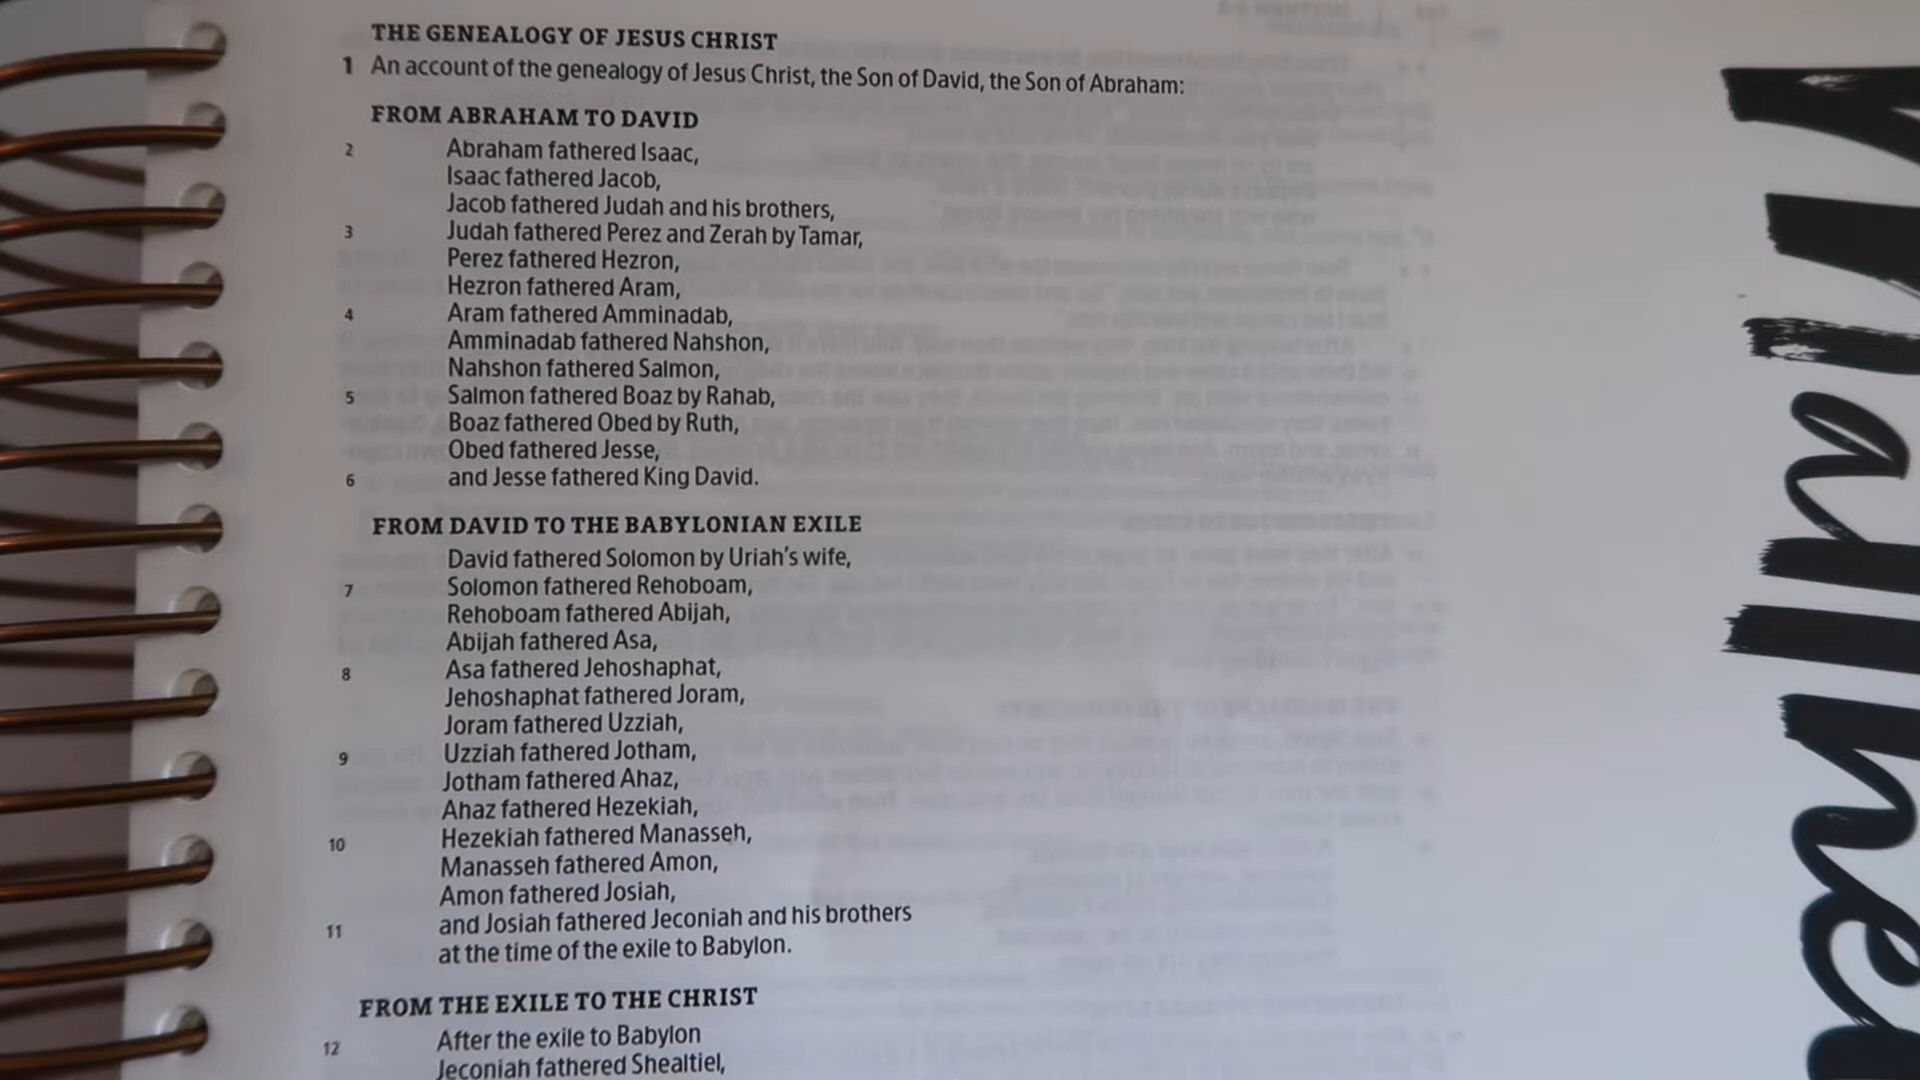 THE GENEALOGY OF JESUS CHRIST
1 An account of the genealogy of Jesus Christ, the Son of David, the Son of Abraham:
FROM ABRAHAM TO DAVID
2 Abraham fathered Isaac,
Isaac fathered Jacob,
Jacob fathered Judah and his brothers,
3 Judah fathered Perez and Zerah by Tamar,
Perez fathered Hezron,
Hezron fathered Aram,
4 Aram fathered Amminadab,
Amminadab fathered Nahshon,
Nahshon fathered Salmon,
5 Salmon fathered Boaz by Rahab,
Boaz fathered Obed by Ruth,
Obed fathered Jesse,
6 and Jesse fathered King David.
FROM DAVID TO THE BABYLONIAN EXILE
David fathered Solomon by Uriah's wife,
7 Solomon fathered Rehoboam,
Rehoboam fathered Abijah,
Abijah fathered Asa,
8 Asa fathered Jehoshaphat,
Jehoshaphat fathered Joram,
Joram fathered Uzziah,
9 Uzziah fathered Jotham,
Jotham fathered Ahaz,
Ahaz fathered Hezekiah,
10 Hezekiah fathered Manasseh,
Manasseh fathered Amon,
Amon fathered Josiah,
11 and Josiah fathered Jeconiah and his brothers
at the time of the exile to Babylon.
FROM THE EXILE TO THE CHRIST
12 After the exile to Babylon
Jeconiah fathered Shealtiel,